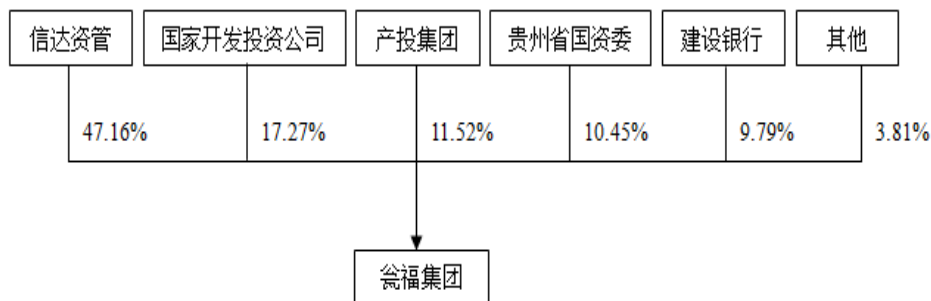 信达资管 国家开发投资公司 产投集团 贵州省国资委 建设银行 其他
47.16% 17.27% 11.52% 10.45% 9.79% 3.81%
瓮福集团